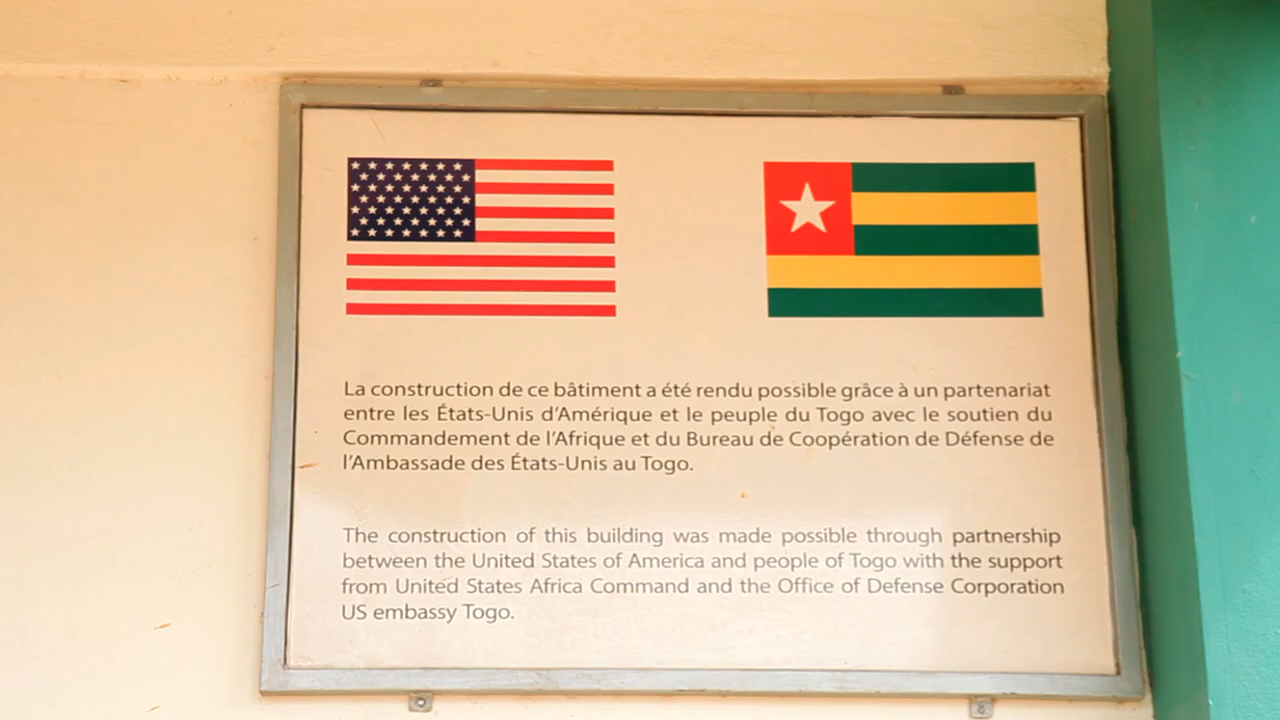 La construction de ce bâtiment a été rendu possible grâce à un partenariat
entre les États-Unis d'Amérique et le peuple du Togo avec le soutien du
Commandement de l'Afrique et du Bureau de Coopération de Défense de
l'Ambassade des États-Unis au Togo.
The construction of this building was made possible through partnership
between the United States of America and people of Togo with the support
from United States Africa Command and the Office of Defense Corporation
US embassy Togo.